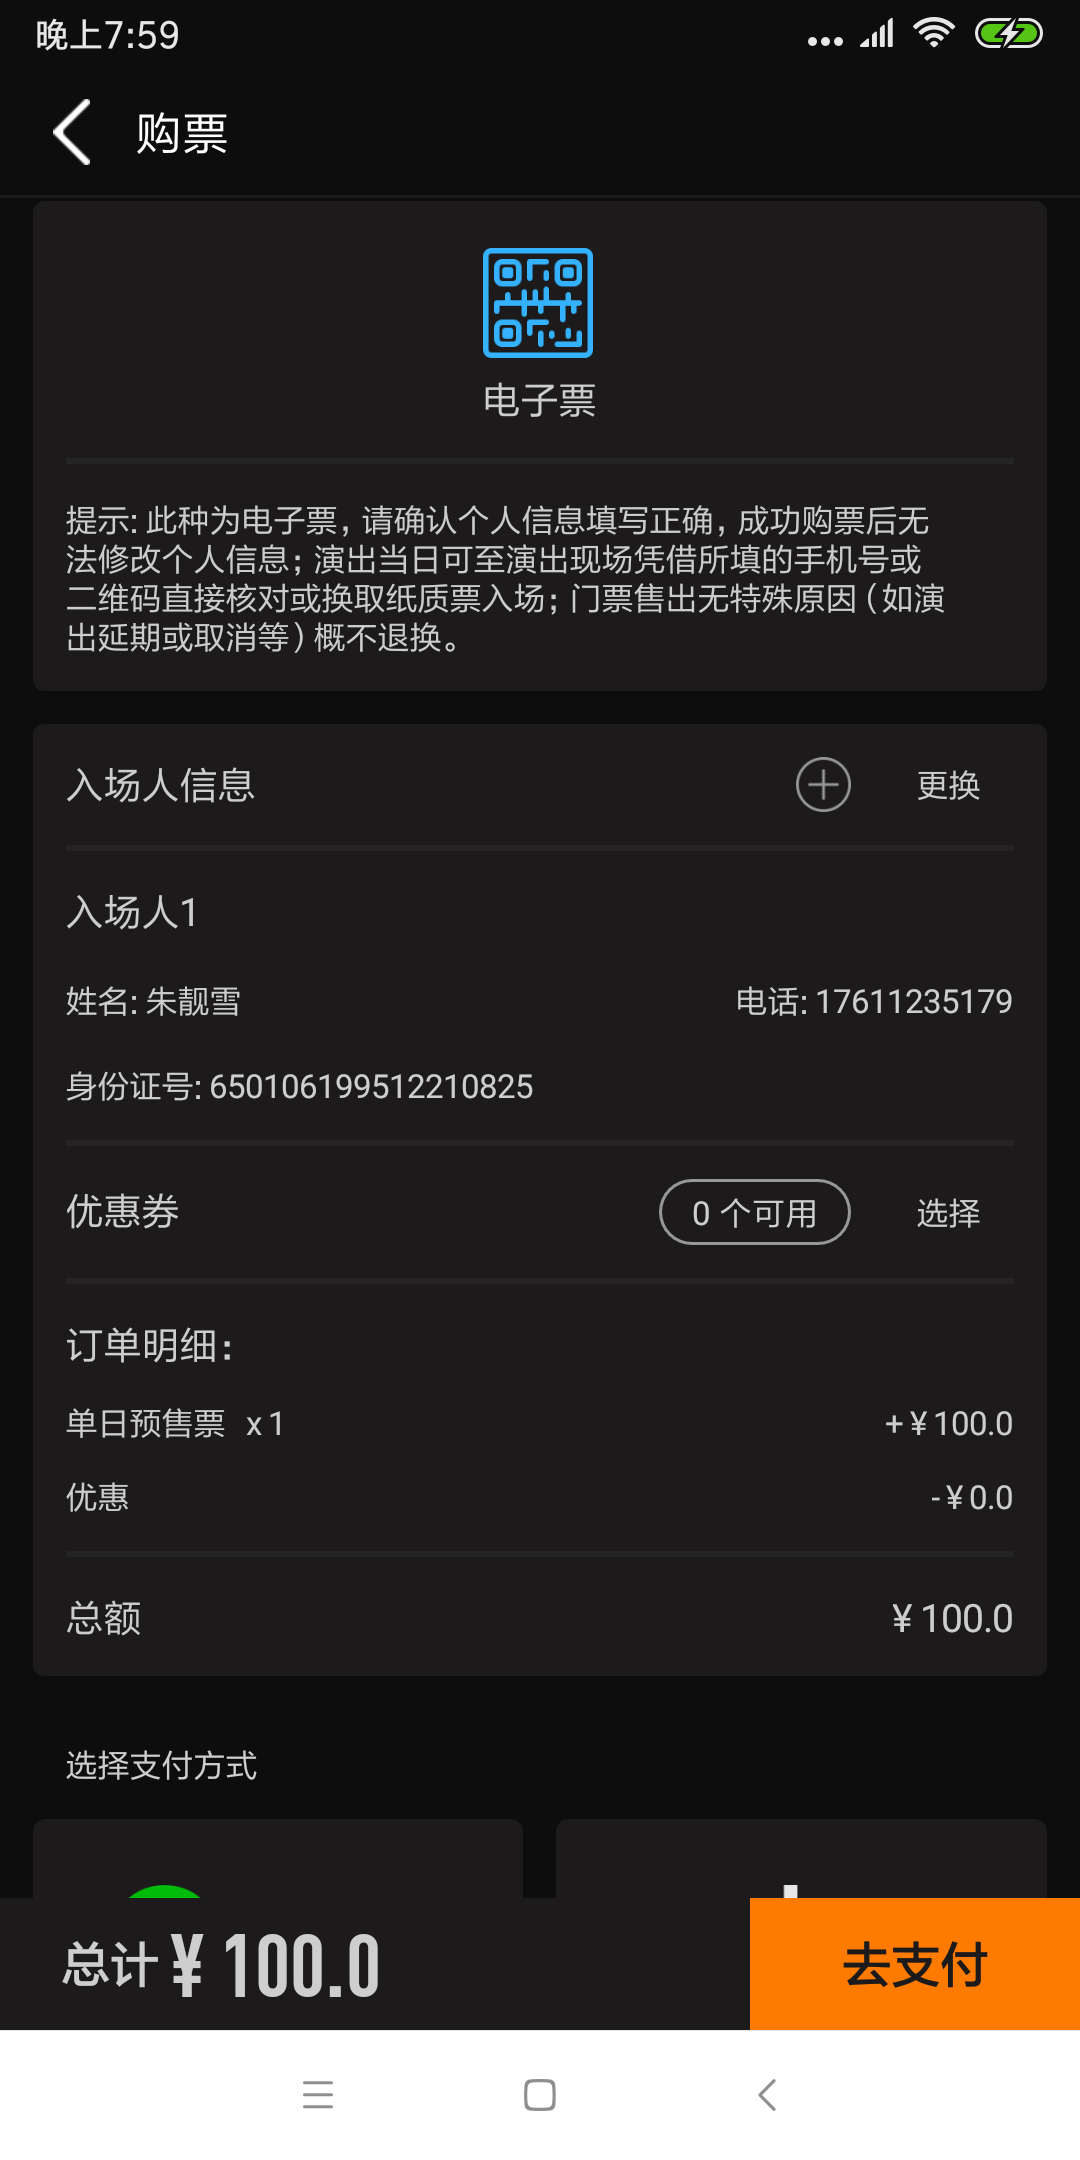 晚上7:59
购票
电子票
提示: 此种为电子票, 请确认个人信息填写正确, 成功购票后无
法修改个人信息; 演出当日可至演出现场凭借所填的手机号或
二维码直接核对或换取纸质票入场; 门票售出无特殊原因 (如演
出延期或取消等) 概不退换。
入场人信息 更换
入场人1
姓名: 朱靓雪 电话: 17611235179
身份证号: 650106199512210825
优惠券 0 个可用 选择
订单明细:
单日预售票 x 1 + ¥ 100.0
优惠 - ¥ 0.0
总额 ¥ 100.0
选择支付方式
总计 ¥ 100.0 去支付